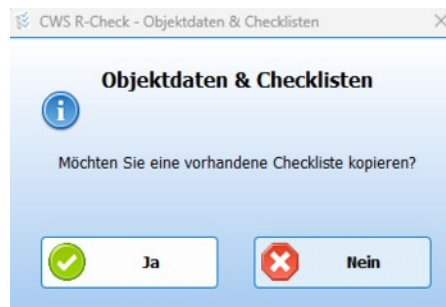 CWS R-Check - Objektdaten & Checklisten
Objektdaten & Checklisten
Möchten Sie eine vorhandene Checkliste kopieren?
Ja
Nein